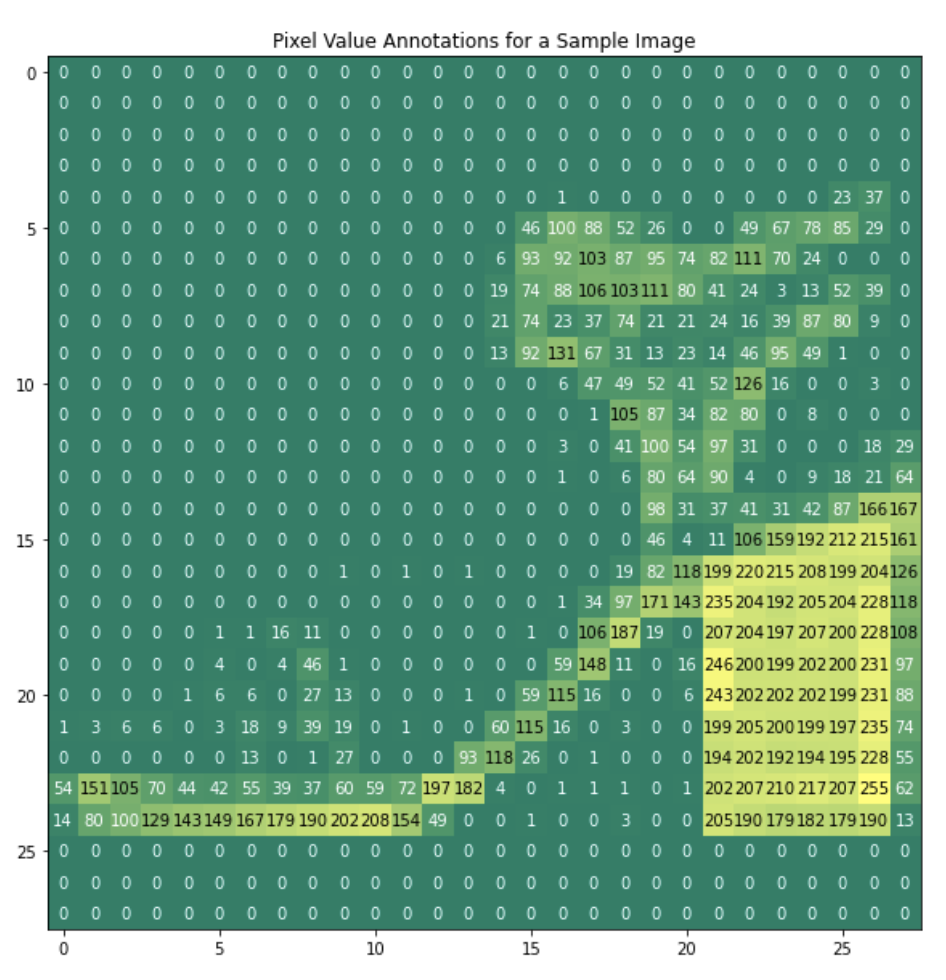 Pixel Value Annotations for a Sample Image
0 0 0 0 0 0 0 0 0 0 0 0 0 0 0 0 0 0 0 0 0 0 0 0 0 0 0 0 0
0 0 0 0 0 0 0 0 0 0 0 0 0 0 0 0 0 0 0 0 0 0 0 0 0 0 0 0
0 0 0 0 0 0 0 0 0 0 0 0 0 0 0 0 0 0 0 0 0 0 0 0 0 0 0 0
0 0 0 0 0 0 0 0 0 0 0 0 0 0 0 0 0 0 0 0 0 0 0 0 0 0 0 0
0 0 0 0 0 0 0 0 0 0 0 0 0 0 0 0 1 0 0 0 0 0 0 0 0 23 37 0
5 0 0 0 0 0 0 0 0 0 0 0 0 0 0 0 46 100 88 52 26 0 0 49 67 78 85 29 0
0 0 0 0 0 0 0 0 0 0 0 0 0 0 6 93 92 103 87 95 74 82 111 70 24 0 0 0
0 0 0 0 0 0 0 0 0 0 0 0 0 0 19 74 88 106 103 111 80 41 24 3 13 52 39 0
0 0 0 0 0 0 0 0 0 0 0 0 0 0 21 74 23 37 74 21 21 24 16 39 87 80 9 0
0 0 0 0 0 0 0 0 0 0 0 0 0 0 13 92 131 67 31 13 23 14 46 95 49 1 0 0
10 0 0 0 0 0 0 0 0 0 0 0 0 0 0 0 0 6 47 49 52 41 52 126 16 0 0 3 0
0 0 0 0 0 0 0 0 0 0 0 0 0 0 0 0 0 1 105 87 34 82 80 0 8 0 0 0
0 0 0 0 0 0 0 0 0 0 0 0 0 0 0 0 3 0 41 100 54 97 31 0 0 0 18 29
0 0 0 0 0 0 0 0 0 0 0 0 0 0 0 0 1 0 6 80 64 90 4 0 9 18 21 64
0 0 0 0 0 0 0 0 0 0 0 0 0 0 0 0 0 0 0 98 31 37 41 31 42 87 166 167
15 0 0 0 0 0 0 0 0 0 0 0 0 0 0 0 0 0 0 0 46 4 11 106 159 192 212 215 161
0 0 0 0 0 0 0 0 0 1 0 1 0 1 0 0 0 0 19 82 118 199 220 215 208 199 204 126
0 0 0 0 0 0 0 0 0 0 0 0 0 0 0 0 1 34 97 171 143 235 204 192 205 204 228 118
0 0 0 0 0 1 1 16 11 0 0 0 0 0 0 1 0 106 187 19 0 207 204 197 207 200 228 108
0 0 0 0 0 4 0 4 46 1 0 0 0 0 0 0 59 148 11 0 16 246 200 199 202 200 231 97
20 0 0 0 0 1 6 6 0 27 13 0 0 0 1 0 59 115 16 0 0 6 243 202 202 202 199 231 88
1 3 6 6 0 3 18 9 39 19 0 1 0 0 60 115 16 0 3 0 0 199 205 200 199 197 235 74
0 0 0 0 0 0 13 0 1 27 0 0 0 93 118 26 0 1 0 0 0 194 202 192 194 195 228 55
54 151 105 70 44 42 55 39 37 60 59 72 197 182 4 0 1 1 1 0 1 202 207 210 217 207 255 62
14 80 100 129 143 149 167 179 190 202 208 154 49 0 0 1 0 0 3 0 0 205 190 179 182 179 190 13
25 0 0 0 0 0 0 0 0 0 0 0 0 0 0 0 0 0 0 0 0 0 0 0 0 0 0 0 0
0 0 0 0 0 0 0 0 0 0 0 0 0 0 0 0 0 0 0 0 0 0 0 0 0 0 0 0
0 0 0 0 0 0 0 0 0 0 0 0 0 0 0 0 0 0 0 0 0 0 0 0 0 0 0 0
0 5 10 15 20 25